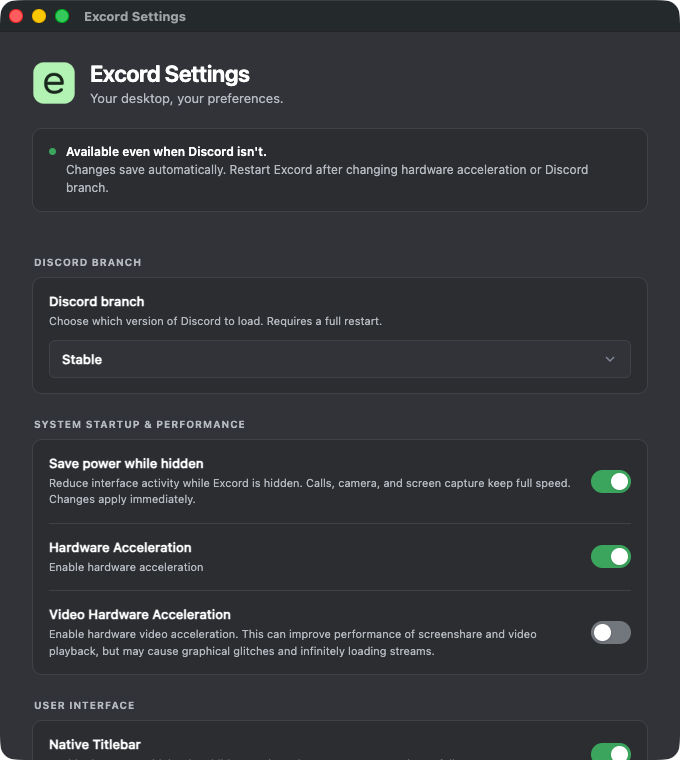 Excord Settings
e
Excord Settings
Your desktop, your preferences.
Available even when Discord isn't.
Changes save automatically. Restart Excord after changing hardware acceleration or Discord
branch.
DISCORD BRANCH
Discord branch
Choose which version of Discord to load. Requires a full restart.
Stable
SYSTEM STARTUP & PERFORMANCE
Save power while hidden
Reduce interface activity while Excord is hidden. Calls, camera, and screen capture keep full speed.
Changes apply immediately.
Hardware Acceleration
Enable hardware acceleration
Video Hardware Acceleration
Enable hardware video acceleration. This can improve performance of screenshare and video
playback, but may cause graphical glitches and infinitely loading streams.
USER INTERFACE
Native Titlebar